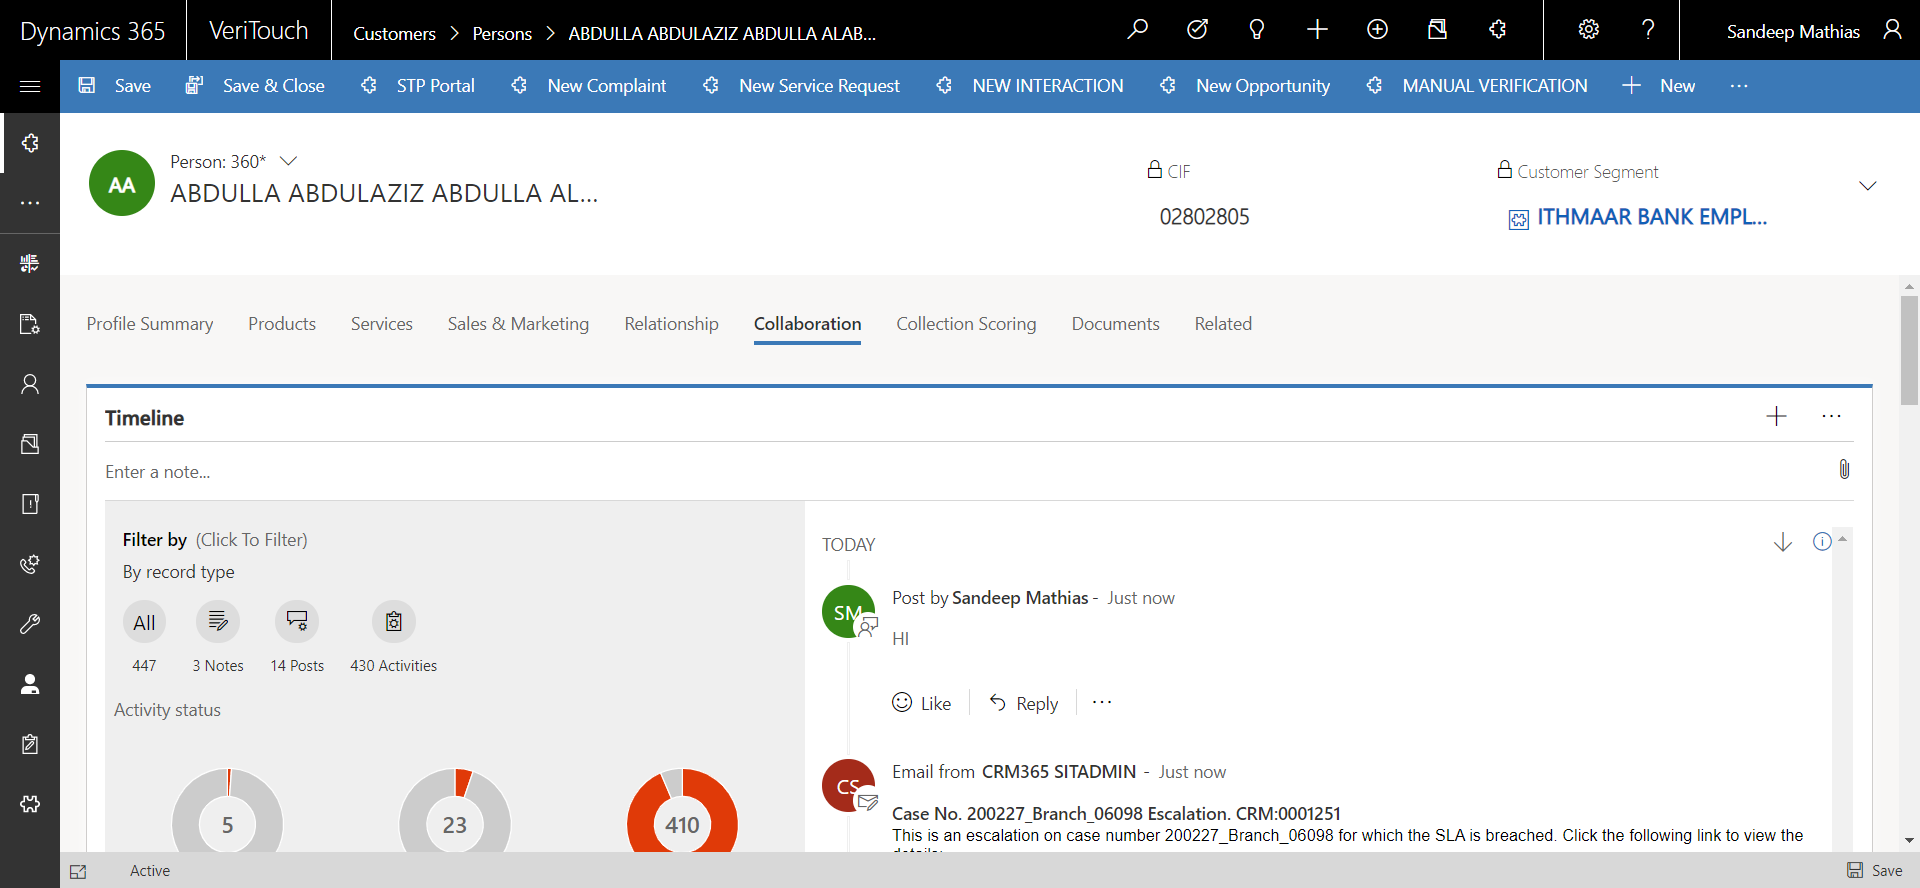 Dynamics 365
VeriTouch
Customers > Persons > ABDULLA ABDULAZIZ ABDULLA ALAB...
Sandeep Mathias
Save
Save & Close
STP Portal
New Complaint
New Service Request
NEW INTERACTION
New Opportunity
MANUAL VERIFICATION
New
AA
Person: 360*
ABDULLA ABDULAZIZ ABDULLA AL...
CIF
02802805
Customer Segment
ITHMAAR BANK EMPL...
Profile Summary
Products
Services
Sales & Marketing
Relationship
Collaboration
Collection Scoring
Documents
Related
Timeline
Enter a note...
Filter by (Click To Filter)
By record type
All
447
3 Notes
14 Posts
430 Activities
Activity status
5
23
410
TODAY
SM
Post by Sandeep Mathias - Just now
HI
Like
Reply
CS
Email from CRM365 SITADMIN - Just now
Case No. 200227_Branch_06098 Escalation. CRM:0001251
This is an escalation on case number 200227_Branch_06098 for which the SLA is breached. Click the following link to view the
Active
Save